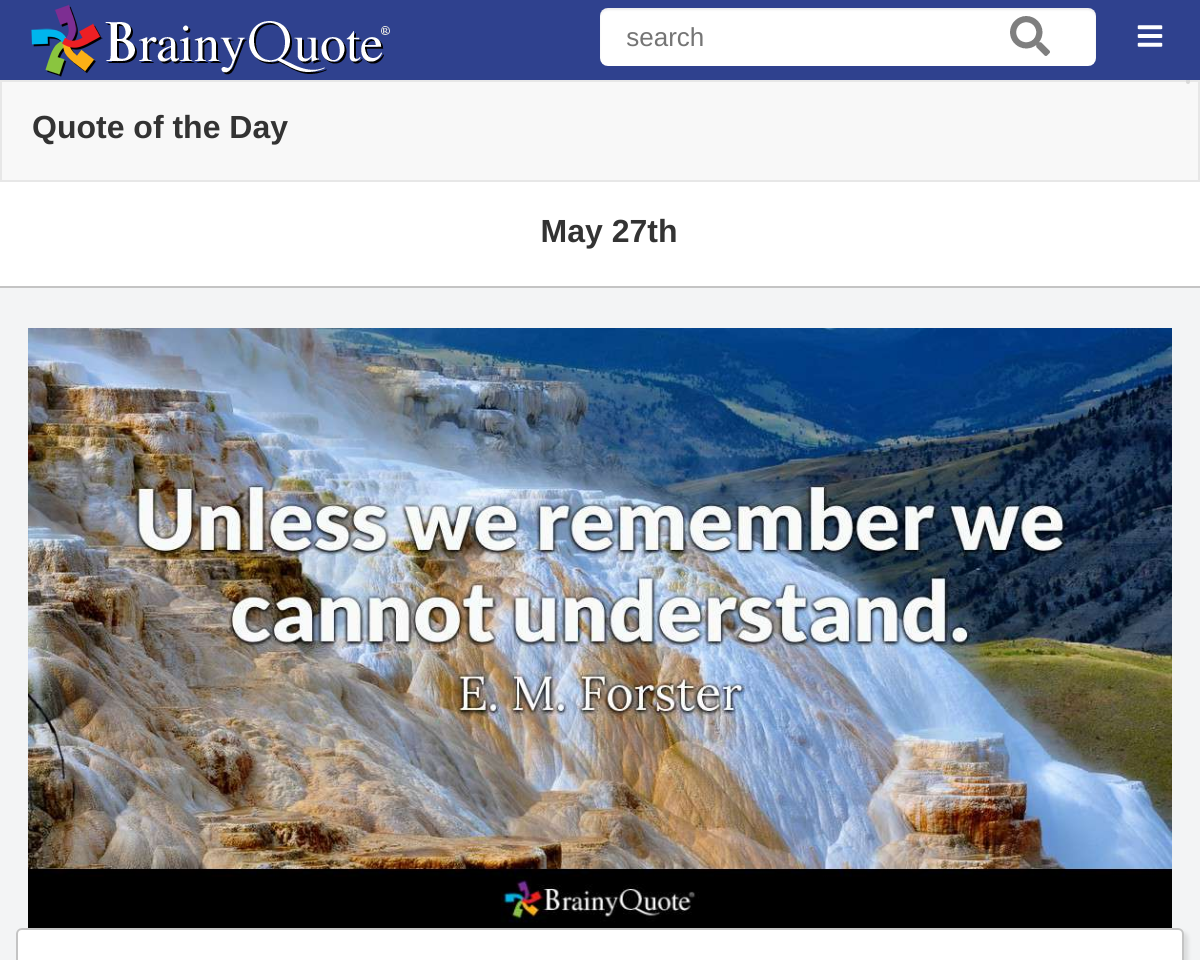 BrainyQuote®
search
Quote of the Day
May 27th
Unless we remember we
cannot understand.
E. M. Forster
BrainyQuote®